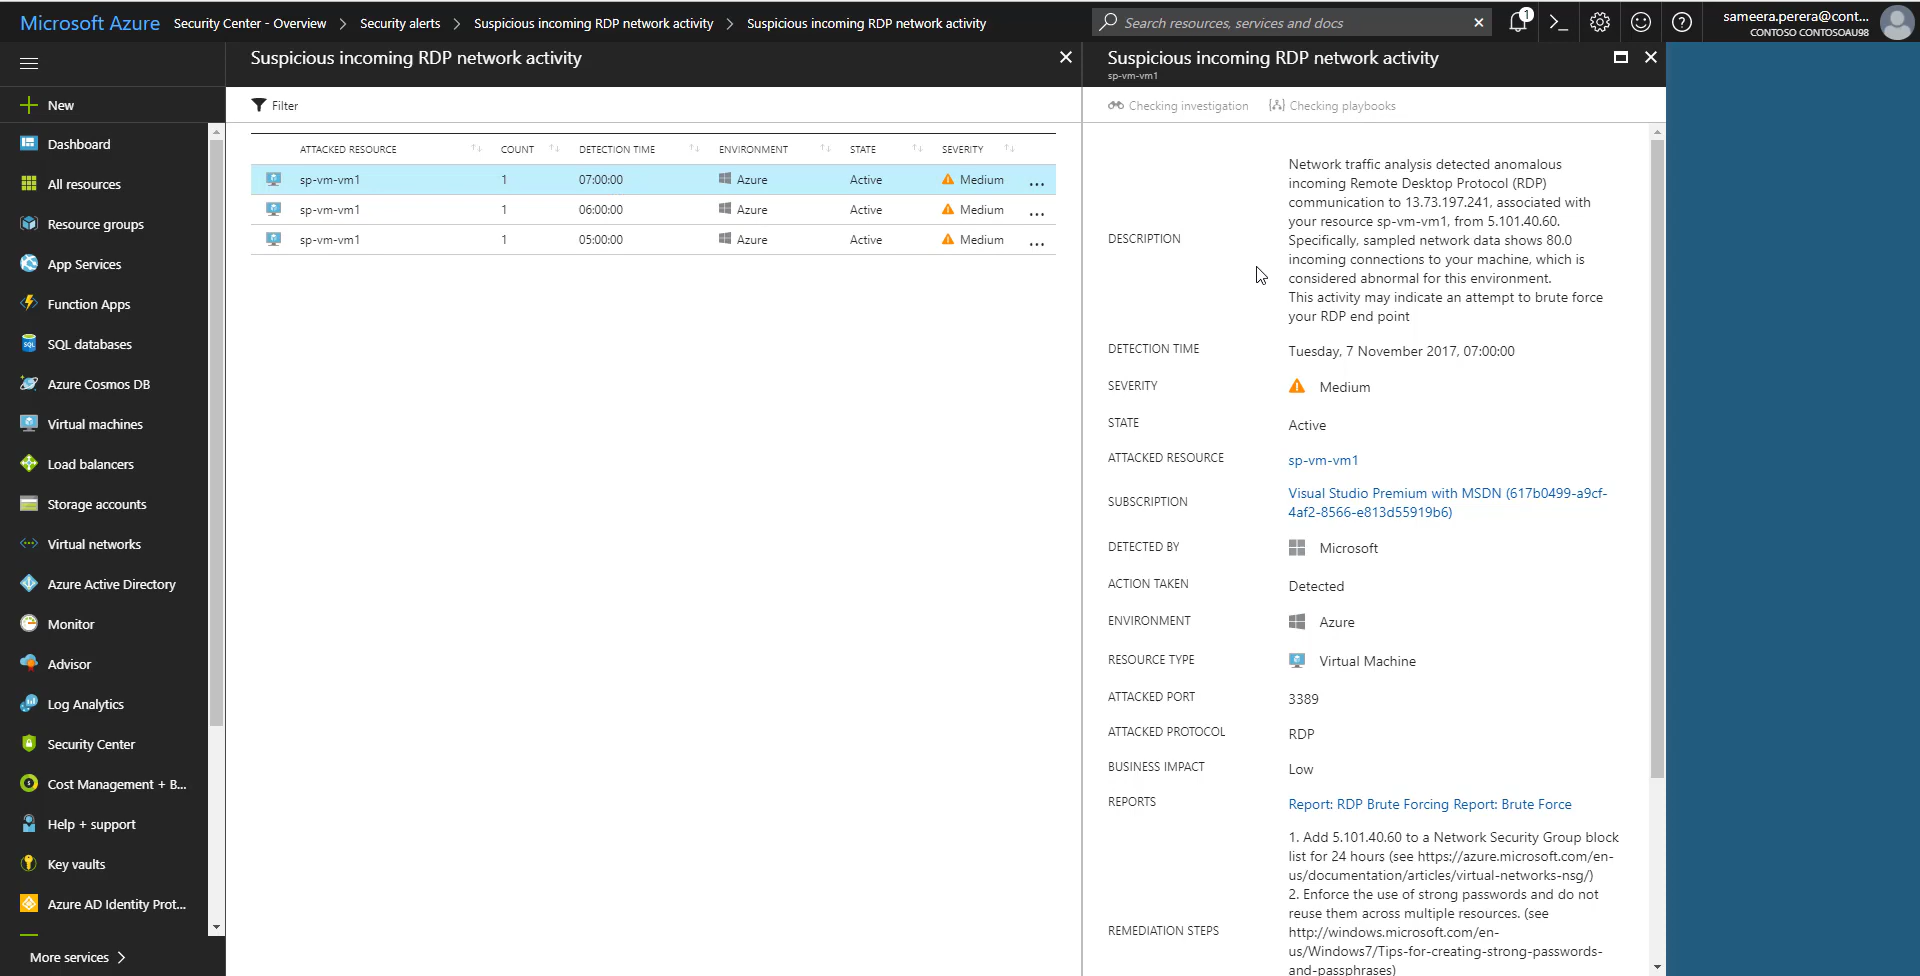 Microsoft Azure
Security Center - Overview
Security alerts
Suspicious incoming RDP network activity
Suspicious incoming RDP network activity
Search resources, services and docs
1
sameera.perera@cont...
CONTOSO CONTOSOAU98
New
Dashboard
All resources
Resource groups
App Services
Function Apps
SQL databases
Azure Cosmos DB
Virtual machines
Load balancers
Storage accounts
Virtual networks
Azure Active Directory
Monitor
Advisor
Log Analytics
Security Center
Cost Management + B...
Help + support
Key vaults
Azure AD Identity Prot...
More services
Suspicious incoming RDP network activity
Filter
ATTACKED RESOURCE COUNT DETECTION TIME ENVIRONMENT STATE SEVERITY
sp-vm-vm1 1 07:00:00 Azure Active Medium ...
sp-vm-vm1 1 06:00:00 Azure Active Medium ...
sp-vm-vm1 1 05:00:00 Azure Active Medium ...
Suspicious incoming RDP network activity
sp-vm-vm1
Checking investigation Checking playbooks
DESCRIPTION
Network traffic analysis detected anomalous
incoming Remote Desktop Protocol (RDP)
communication to 13.73.197.241, associated with
your resource sp-vm-vm1, from 5.101.40.60.
Specifically, sampled network data shows 80.0
incoming connections to your machine, which is
considered abnormal for this environment.
This activity may indicate an attempt to brute force
your RDP end point
DETECTION TIME Tuesday, 7 November 2017, 07:00:00
SEVERITY Medium
STATE Active
ATTACKED RESOURCE sp-vm-vm1
SUBSCRIPTION
Visual Studio Premium with MSDN (617b0499-a9cf-
4af2-8566-e813d55919b6)
DETECTED BY Microsoft
ACTION TAKEN Detected
ENVIRONMENT Azure
RESOURCE TYPE Virtual Machine
ATTACKED PORT 3389
ATTACKED PROTOCOL RDP
BUSINESS IMPACT Low
REPORTS Report: RDP Brute Forcing Report: Brute Force
REMEDIATION STEPS
1. Add 5.101.40.60 to a Network Security Group block
list for 24 hours (see https://azure.microsoft.com/en-
us/documentation/articles/virtual-networks-nsg/)
2. Enforce the use of strong passwords and do not
reuse them across multiple resources. (see
http://windows.microsoft.com/en-
us/Windows7/Tips-for-creating-strong-passwords-
and-passphrases)